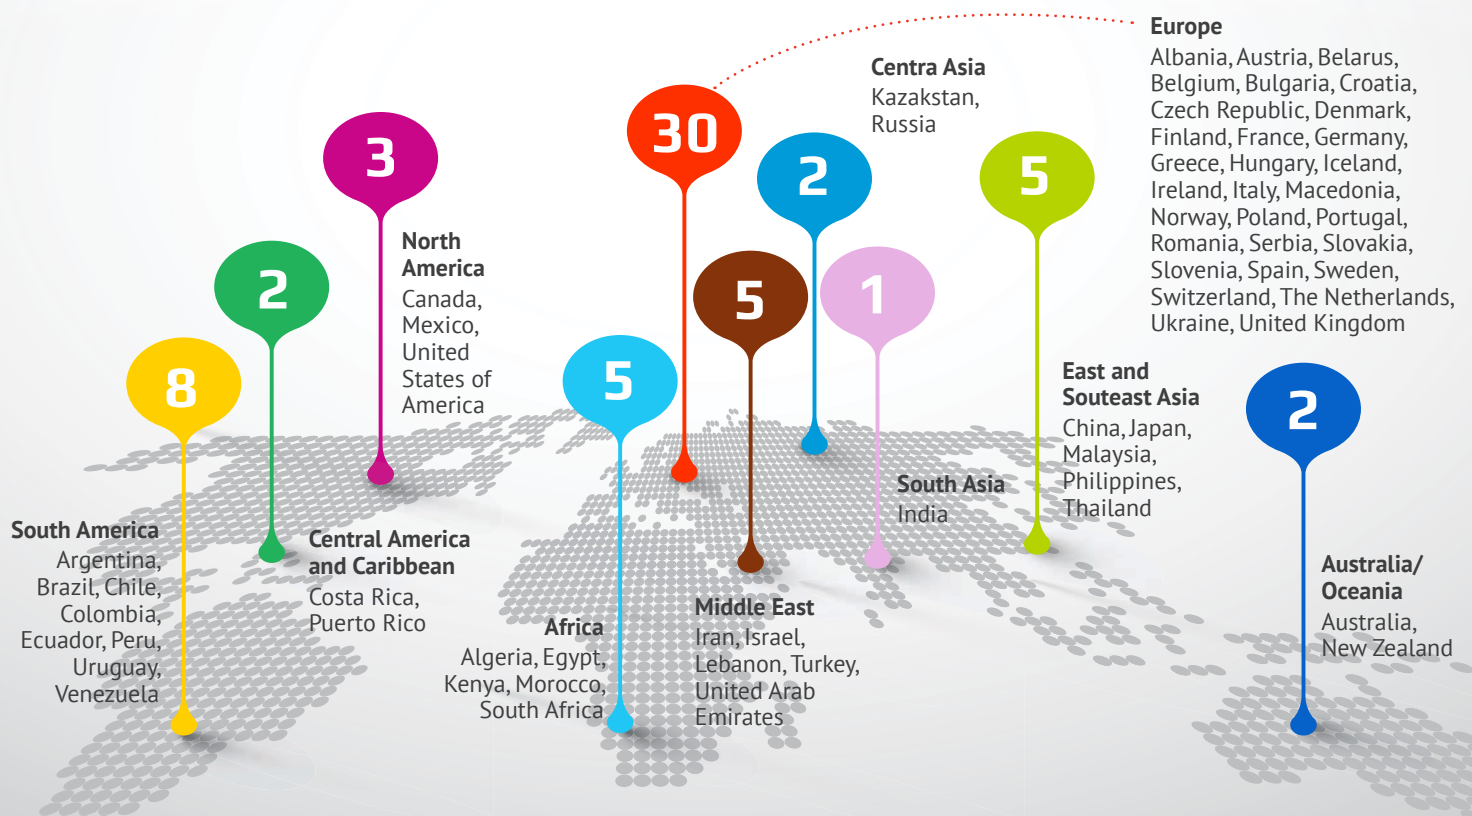 Europe
Albania, Austria, Belarus,
Belgium, Bulgaria, Croatia,
Czech Republic, Denmark,
Finland, France, Germany,
Greece, Hungary, Iceland,
Ireland, Italy, Macedonia,
Norway, Poland, Portugal,
Romania, Serbia, Slovakia,
Slovenia, Spain, Sweden,
Switzerland, The Netherlands,
Ukraine, United Kingdom
30
Centra Asia
Kazakstan,
Russia
2
3
North
America
Canada,
Mexico,
United
States of
America
5
East and
Souteast Asia
China, Japan,
Malaysia,
Philippines,
Thailand
2
Central America
and Caribbean
Costa Rica,
Puerto Rico
5
Middle East
Iran, Israel,
Lebanon, Turkey,
United Arab
Emirates
1
South Asia
India
8
South America
Argentina,
Brazil, Chile,
Colombia,
Ecuador, Peru,
Uruguay,
Venezuela
5
Africa
Algeria, Egypt,
Kenya, Morocco,
South Africa
2
Australia/
Oceania
Australia,
New Zealand